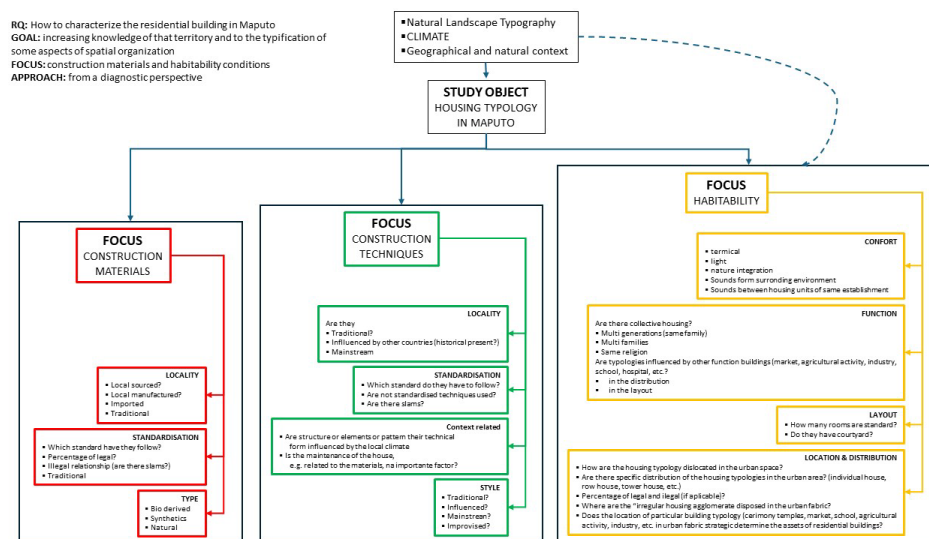 RQ: How to characterize the residential building in Maputo
GOAL: increasing knowledge of that territory and to the typification of
some aspects of spatial organization
FOCUS: construction materials and habitability conditions
APPROACH: from a diagnostic perspective
▪Natural Landscape Typography
▪CLIMATE
▪Geographical and natural context
STUDY OBJECT
HOUSING TYPOLOGY
IN MAPUTO
FOCUS
CONSTRUCTION
MATERIALS
LOCALITY
▪ Local sourced?
▪ Local manufactured?
▪ Imported
▪ Traditional
STANDARDISATION
▪ Which standard have they follow?
▪ Percentage of legal?
▪ Illegal relationship (are there slams?)
▪ Traditional
TYPE
▪ Bio derived
▪ Synthetics
▪ Natural
FOCUS
CONSTRUCTION
TECHNIQUES
LOCALITY
Are they
▪ Traditional?
▪ Influenced by other countries (historical present?)
▪ Mainstream
STANDARDISATION
▪ Which standard do they have to follow?
▪ Are not standardised techniques used?
▪ Are there slams?
Context related
▪ Are structure or elements or pattem their technical
form influenced by the local climate
▪ Is the maintenance of the house,
e.g. related to the materials, na importante factor?
STYLE
▪ Traditional?
▪ Influenced?
▪ Mainstrean?
▪ Improvised?
FOCUS
HABITABILITY
CONFORT
▪ termical
▪ light
▪ nature integration
▪ Sounds form surronding environment
▪ Sounds between housing units of same establishment
FUNCTION
Are there collective housing?
▪ Multi generations (same family)
▪ Multi families
▪ Same religion
Are typologies influenced by other function buildings (market, agricultural activity, industry,
school, hospital, etc.?
▪ in the distribution
▪ in the layout
LAYOUT
▪ How many rooms are standard?
▪ Do they have courtyard?
LOCATION & DISTRIBUTION
▪ How are the housing typology dislocated in the urban space?
▪ Are there specific distribution of the housing typologies in the urban area? (individual house,
row house, tower house, etc.)
▪ Percentage of legal and ilegal (if aplicable)?
▪ Where are the "irregular housing agglomerate disposed in the urban fabric?
▪ Does the location of particular building typology (cerimony temples, market, school, agricultural
activity, industry, etc. in urban fabric strategic determine the assets of residential buildings?